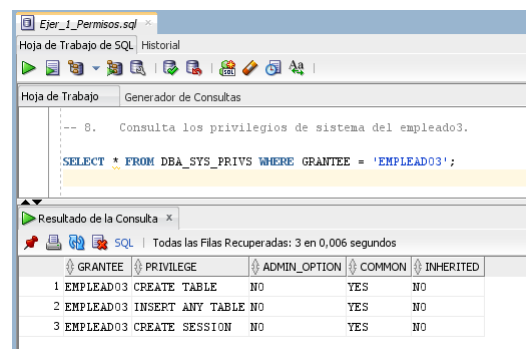 Ejer_1_Permisos.sql
Hoja de Trabajo de SQL Historial
Hoja de Trabajo Generador de Consultas
-- 8. Consulta los privilegios de sistema del empleado3.
SELECT * FROM DBA_SYS_PRIVS WHERE GRANTEE = 'EMPLEADO3';
Resultado de la Consulta
SQL | Todas las Filas Recuperadas: 3 en 0,006 segundos
GRANTEE PRIVILEGE ADMIN_OPTION COMMON INHERITED
1 EMPLEADO3 CREATE TABLE NO YES NO
2 EMPLEADO3 INSERT ANY TABLE NO YES NO
3 EMPLEADO3 CREATE SESSION NO YES NO